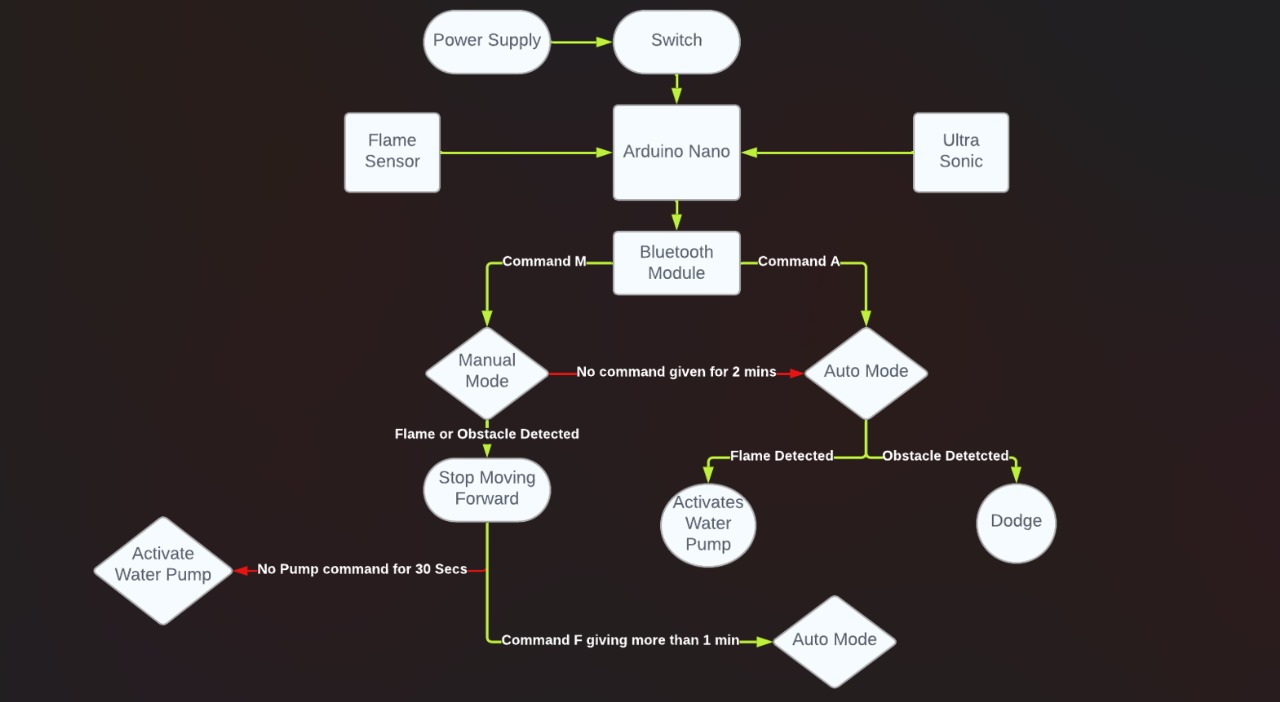 Power Supply
Switch
Flame
Sensor
Arduino Nano
Ultra
Sonic
Bluetooth
Module
Command M
Command A
Manual
Mode
No command given for 2 mins
Auto Mode
Flame or Obstacle Detected
Flame Detected
Obstacle Detetcted
Stop Moving
Forward
Activates
Water
Pump
Dodge
Activate
Water Pump
No Pump command for 30 Secs
Command F giving more than 1 min
Auto Mode